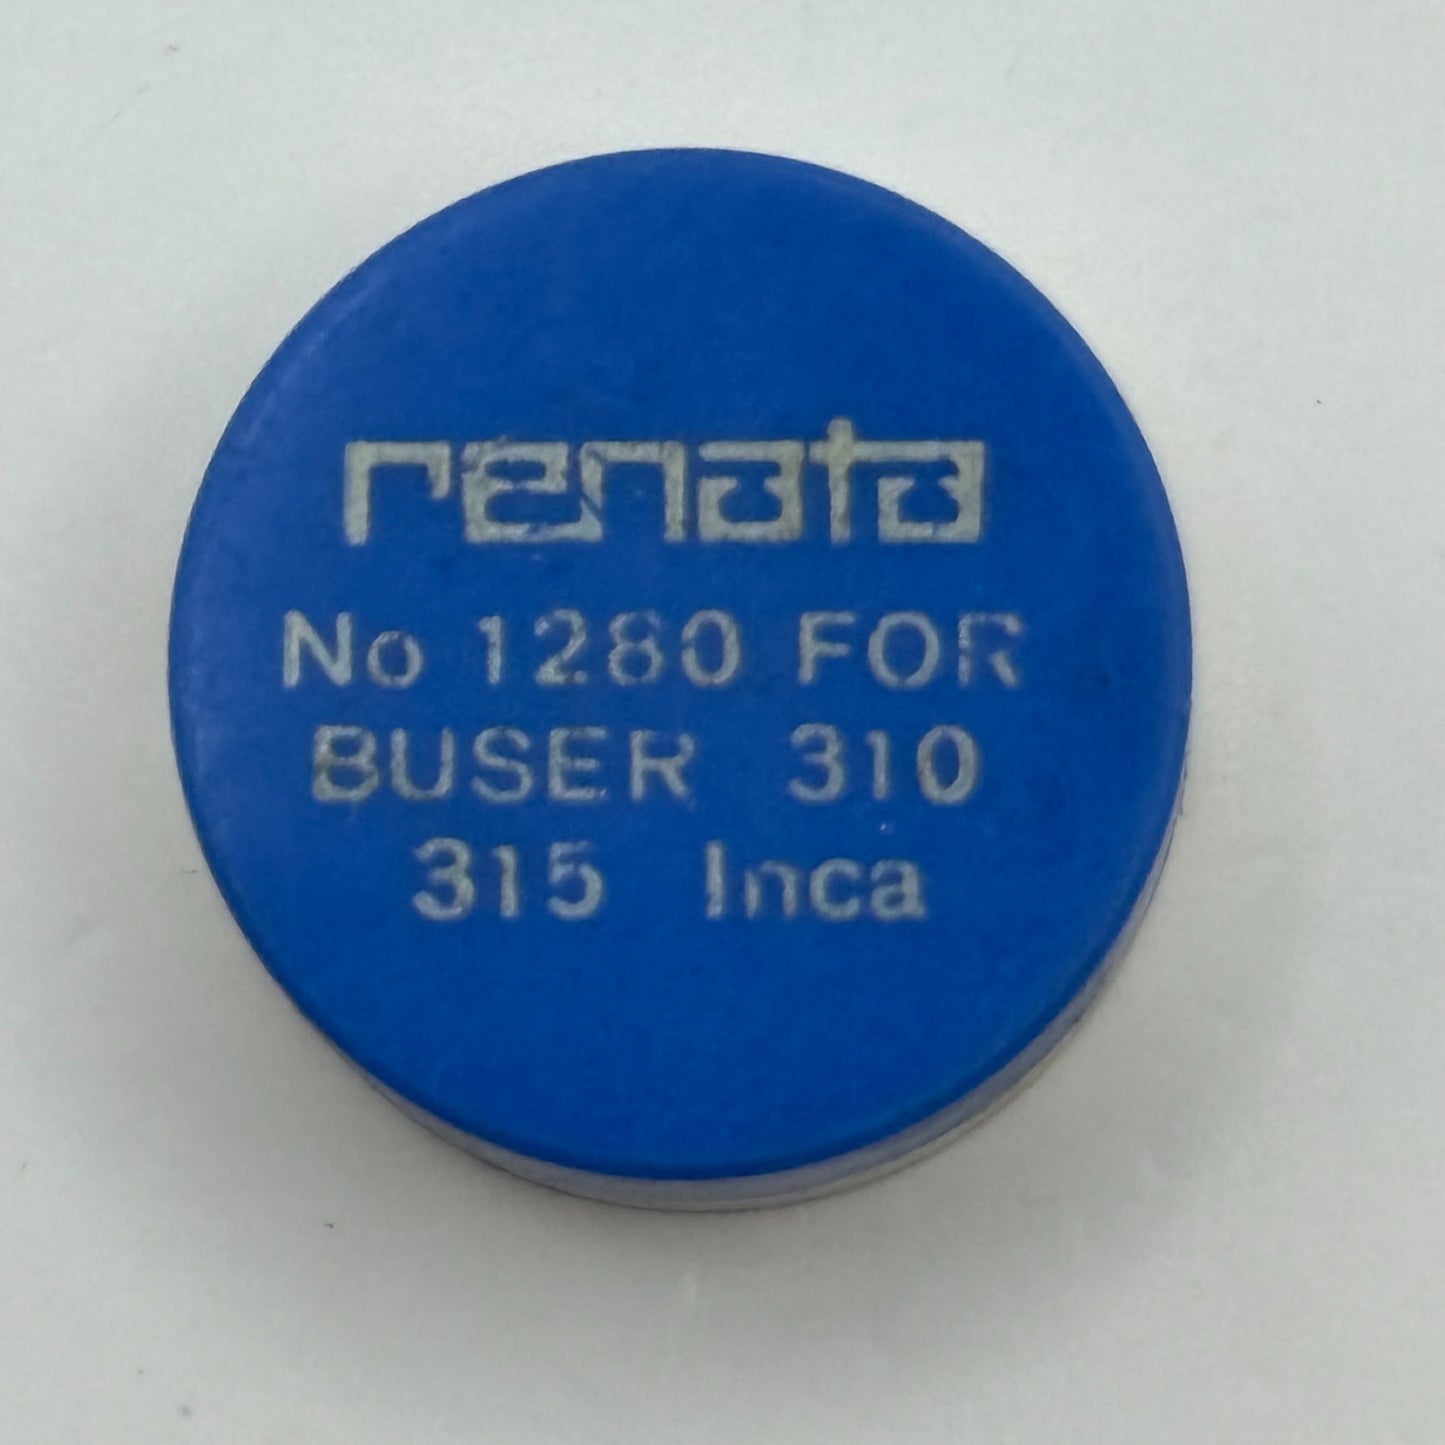 renata
No 1280 FOR
BUSER 310
315 Inca